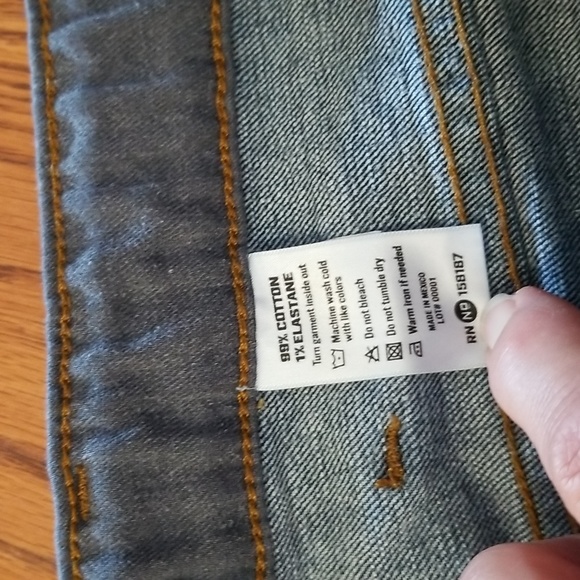 99% COTTON
1% ELASTANE
Turn garment inside out
Machine wash cold
with like colors
Do not bleach
Do not tumble dry
Warm iron if needed
MADE IN MEXICO
LOT# 00001
RN NO 158187